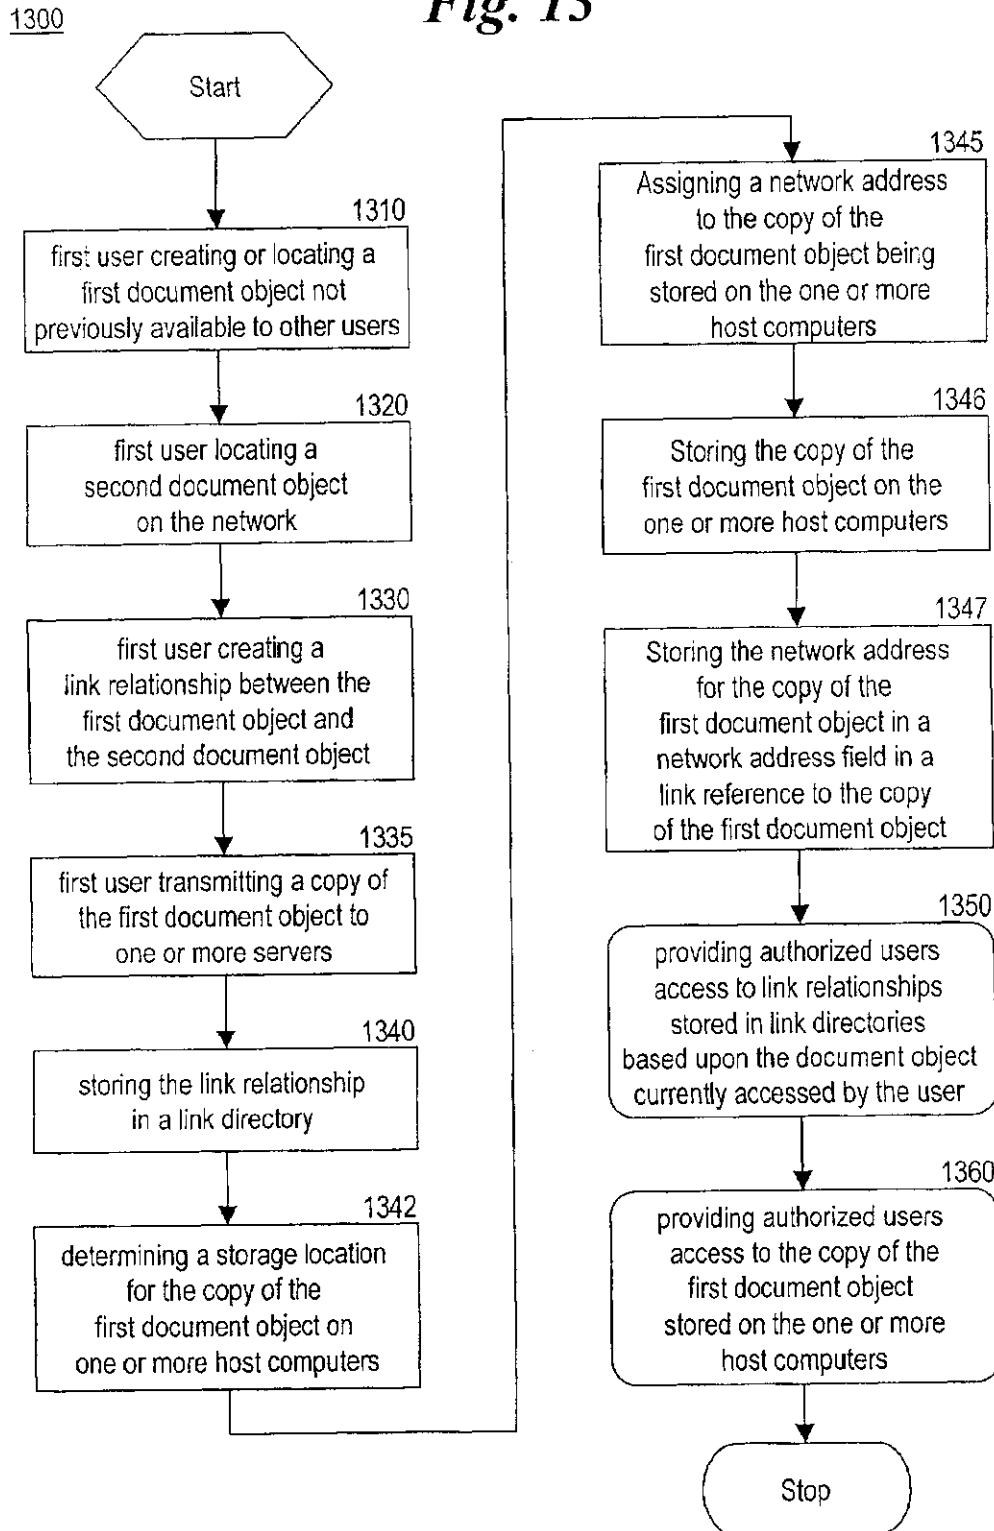 Fig. 13
1300
Start
1310
first user creating or locating a
first document object not
previously available to other users
1320
first user locating a
second document object
on the network
1330
first user creating a
link relationship between the
first document object and
the second document object
1335
first user transmitting a copy of
the first document object to
one or more servers
1340
storing the link relationship
in a link directory
1342
determining a storage location
for the copy of the
first document object on
one or more host computers
1345
Assigning a network address
to the copy of the
first document object being
stored on the one or more
host computers
1346
Storing the copy of the
first document object on the
one or more host computers
1347
Storing the network address
for the copy of the
first document object in a
network address field in a
link reference to the copy
of the first document object
1350
providing authorized users
access to link relationships
stored in link directories
based upon the document object
currently accessed by the user
1360
providing authorized users
access to the copy of the
first document object
stored on the one or more
host computers
Stop